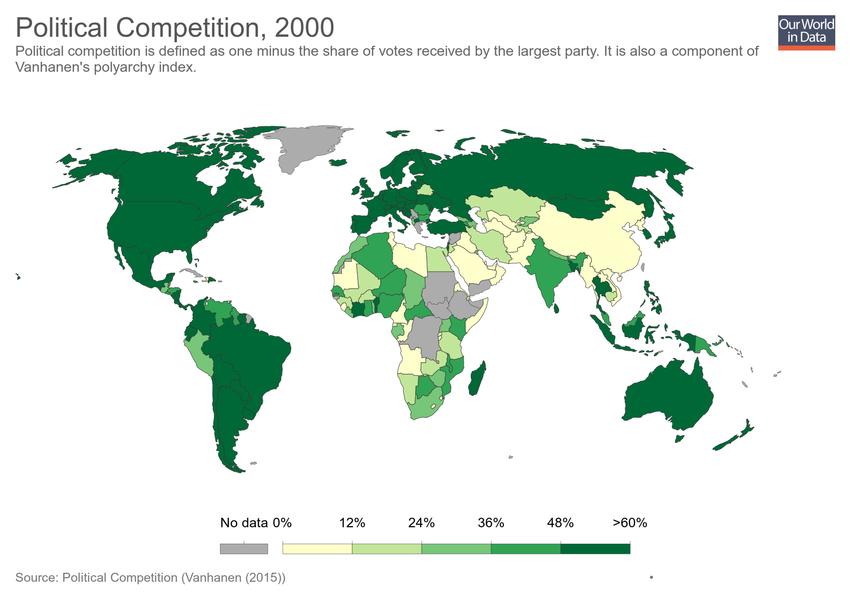 Political Competition, 2000
Our World
in Data
Political competition is defined as one minus the share of votes received by the largest party. It is also a component of
Vanhanen's polyarchy index.
No data 0% 12% 24% 36% 48% >60%
Source: Political Competition (Vanhanen (2015))